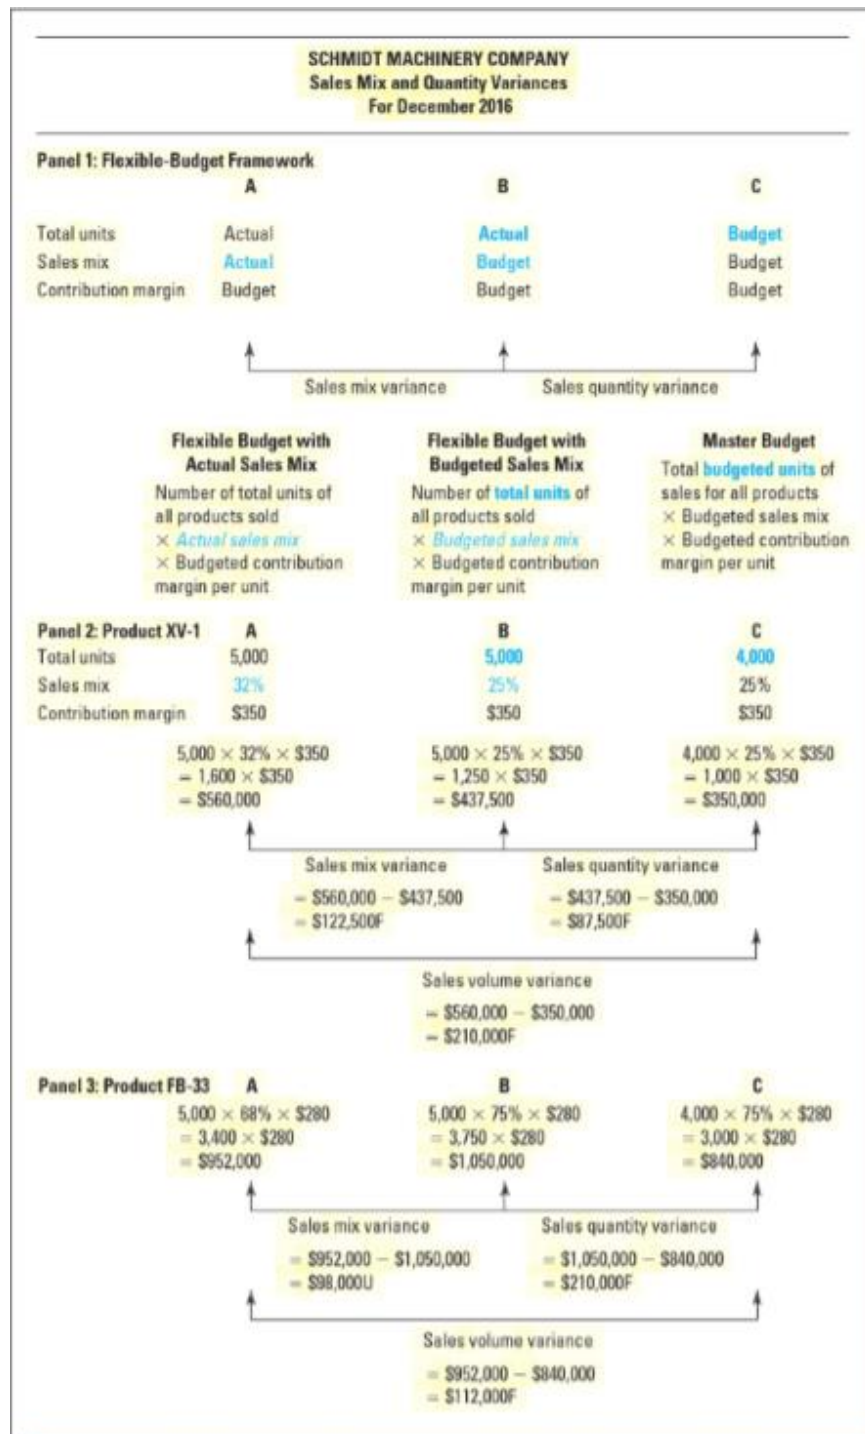 SCHMIDT MACHINERY COMPANY
Sales Mix and Quantity Variances
For December 2016
Panel 1: Flexible-Budget Framework
A B C
Total units Actual Actual Budget
Sales mix Actual Budget Budget
Contribution margin Budget Budget Budget
Sales mix variance Sales quantity variance
Flexible Budget with Flexible Budget with Master Budget
Actual Sales Mix Budgeted Sales Mix Total budgeted units of
Number of total units of Number of total units of sales for all products
all products sold all products sold × Budgeted sales mix
× Actual sales mix × Budgeted sales mix × Budgeted contribution
× Budgeted contribution × Budgeted contribution margin per unit
margin per unit margin per unit
Panel 2: Product XV-1 A B C
Total units 5,000 5,000 4,000
Sales mix 32% 25% 25%
Contribution margin $350 $350 $350
5,000 × 32% × $350 5,000 × 25% × $350 4,000 × 25% × $350
= 1,600 × $350 = 1,250 × $350 = 1,000 × $350
= $560,000 = $437,500 = $350,000
Sales mix variance Sales quantity variance
= $560,000 − $437,500 = $437,500 − $350,000
= $122,500F = $87,500F
Sales volume variance
= $560,000 − $350,000
= $210,000F
Panel 3: Product FB-33 A B C
5,000 × 68% × $280 5,000 × 75% × $280 4,000 × 75% × $280
= 3,400 × $280 = 3,750 × $280 = 3,000 × $280
= $952,000 = $1,050,000 = $840,000
Sales mix variance Sales quantity variance
= $952,000 − $1,050,000 = $1,050,000 − $840,000
= $98,000U = $210,000F
Sales volume variance
= $952,000 − $840,000
= $112,000F